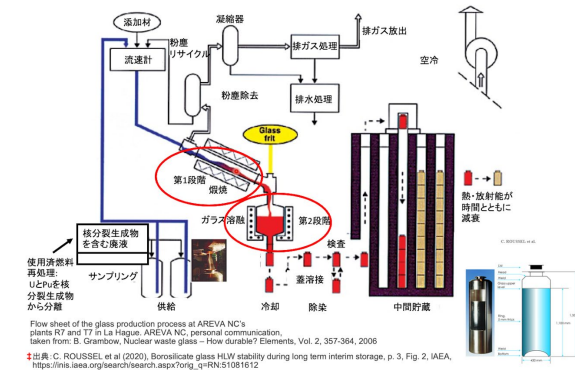 添加材
凝縮器
粉塵
リサイクル
排ガス処理
排ガス放出
空冷
流速計
粉塵除去
排水処理
Glass
frit
第1段階
煆焼
ガラス溶融
第2段階
熱・放射能が
時間とともに
減衰
核分裂生成物
を含む廃液
使用済燃料
再処理:
UとPuを核
分裂生成物
から分離
サンプリング
供給
検査
蓋溶接
冷却
除染
中間貯蔵
C. ROUSSEL et al.
Flow sheet of the glass production process at AREVA NC's
plants R7 and T7 in La Hague. AREVA NC, personal communication,
taken from: B. Grambow, Nuclear waste glass – How durable? Elements, Vol. 2, 357-364, 2006
‡出典: C. ROUSSEL et al (2020), Borosilicate glass HLW stability during long term interim storage, p. 3, Fig. 2, IAEA,
https://inis.iaea.org/search/search.aspx?orig_q=RN:51081612